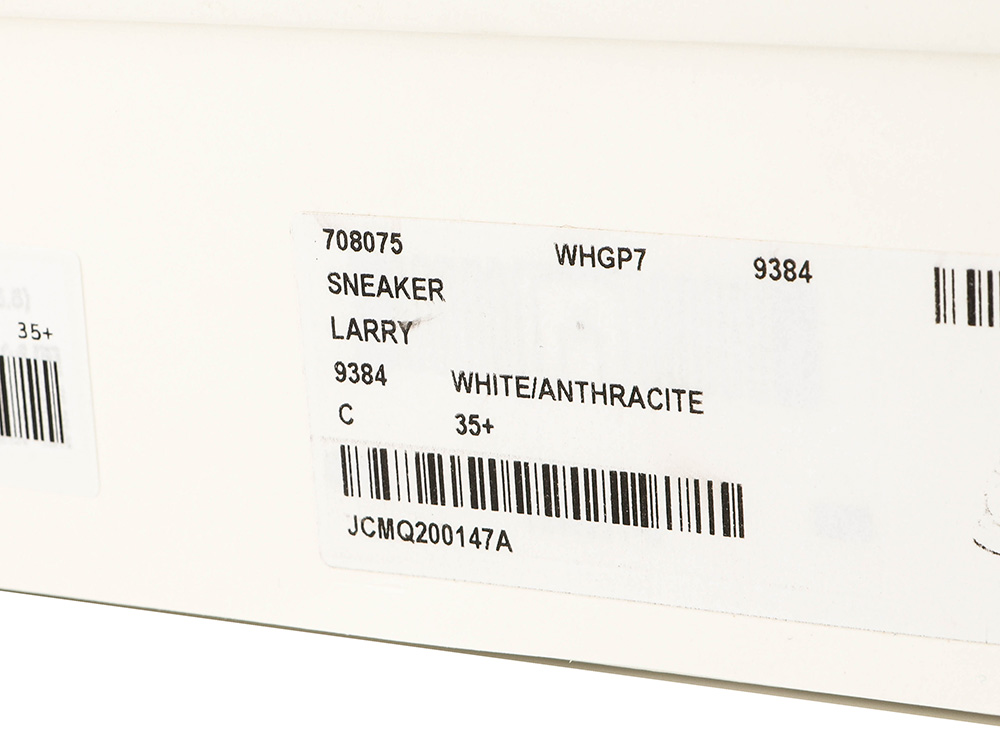 708075 WHGP7 9384
SNEAKER
LARRY
9384 WHITE/ANTHRACITE
C 35+
JCMQ200147A
35+